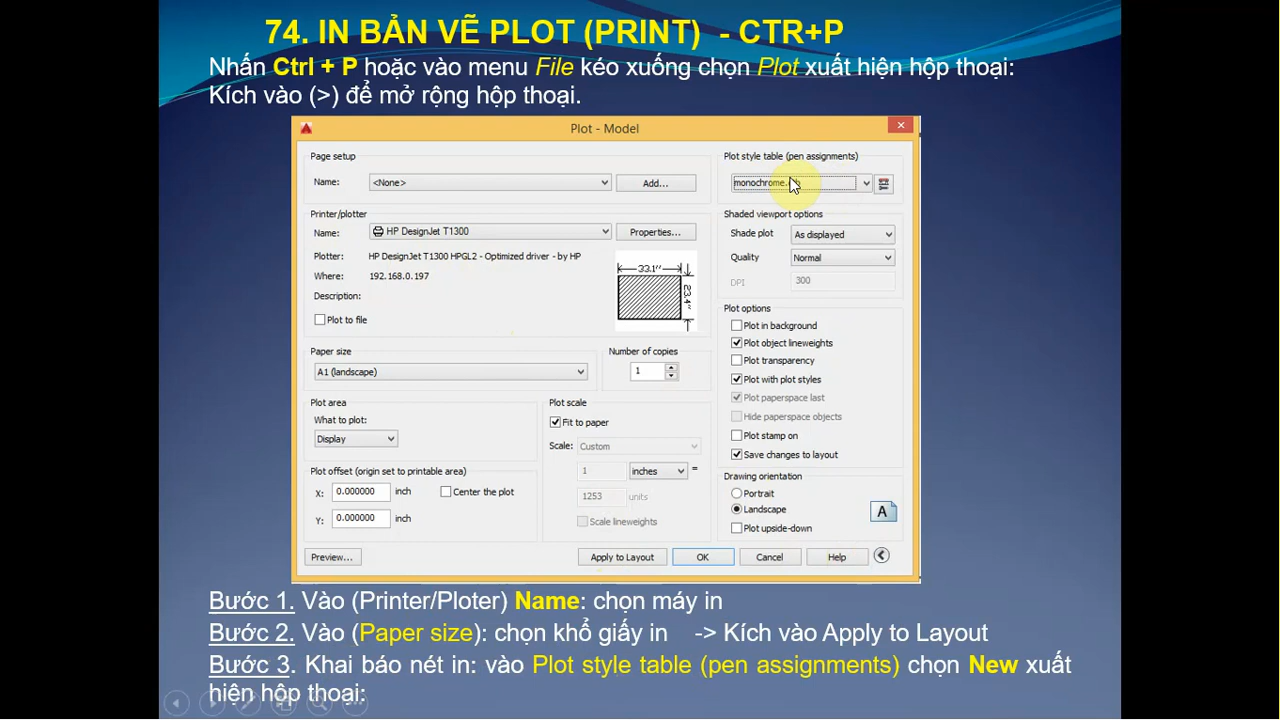 74. IN BẢN VẼ PLOT (PRINT) - CTR+P
Nhấn Ctrl + P hoặc vào menu File kéo xuống chọn Plot xuất hiện hộp thoại:
Kích vào (>) để mở rộng hộp thoại.
Plot - Model
Page setup
Name: <None> Add...
Printer/plotter
Name: HP DesignJet T1300 Properties...
Plotter: HP DesignJet T1300 HPGL2 - Optimized driver - by HP
Where: 192.168.0.197
Description:
Plot to file
33.1''
23.4''
Paper size
A1 (landscape)
Number of copies
1
Plot area
What to plot:
Display
Plot offset (origin set to printable area)
X: 0.000000 inch Center the plot
Y: 0.000000 inch
Plot scale
Fit to paper
Scale: Custom
1 inches =
1253 units
Scale lineweights
Plot style table (pen assignments)
Shaded viewport options
Shade plot As displayed
Quality Normal
DPI 300
Plot options
Plot in background
Plot object lineweights
Plot transparency
Plot with plot styles
Plot paperspace last
Hide paperspace objects
Plot stamp on
Save changes to layout
Drawing orientation
Portrait
Landscape
Plot upside-down
A
Preview... Apply to Layout OK Cancel Help
Bước 1. Vào (Printer/Ploter) Name: chọn máy in
Bước 2. Vào (Paper size): chọn khổ giấy in -> Kích vào Apply to Layout
Bước 3. Khai báo nét in: vào Plot style table (pen assignments) chọn New xuất
hiện hộp thoại: